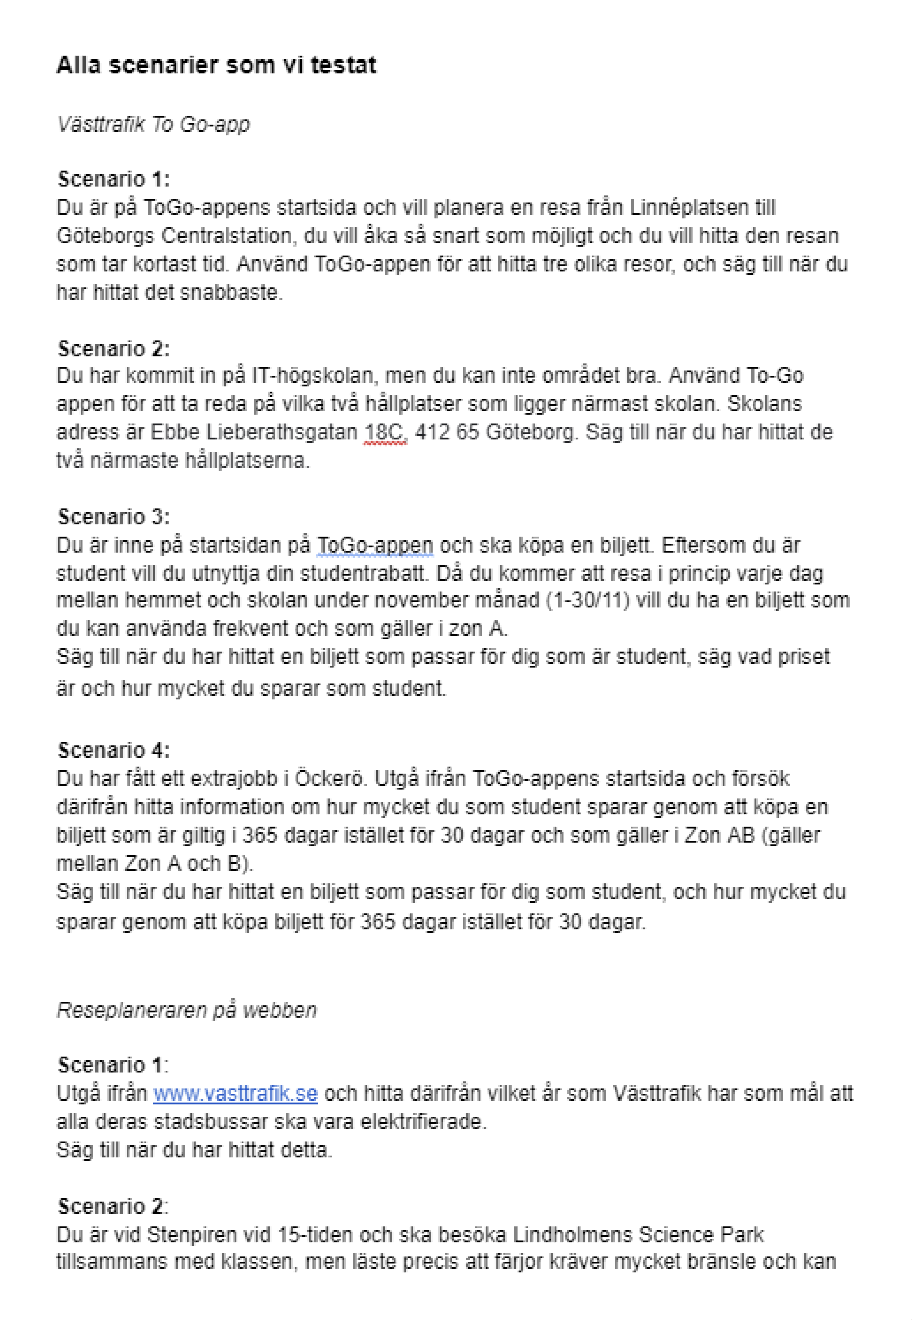 Alla scenarier som vi testat
Västtrafik To Go-app
Scenario 1:
Du är på ToGo-appens startsida och vill planera en resa från Linnéplatsen till
Göteborgs Centralstation, du vill åka så snart som möjligt och du vill hitta den resan
som tar kortast tid. Använd ToGo-appen för att hitta tre olika resor, och säg till när du
har hittat det snabbaste.
Scenario 2:
Du har kommit in på IT-högskolan, men du kan inte området bra. Använd To-Go
appen för att ta reda på vilka två hållplatser som ligger närmast skolan. Skolans
adress är Ebbe Lieberathsgatan 18C, 412 65 Göteborg. Säg till när du har hittat de
två närmaste hållplatserna.
Scenario 3:
Du är inne på startsidan på ToGo-appen och ska köpa en biljett. Eftersom du är
student vill du utnyttja din studentrabatt. Då du kommer att resa i princip varje dag
mellan hemmet och skolan under november månad (1-30/11) vill du ha en biljett som
du kan använda frekvent och som gäller i zon A.
Säg till när du har hittat en biljett som passar för dig som är student, säg vad priset
är och hur mycket du sparar som student.
Scenario 4:
Du har fått ett extrajobb i Öckerö. Utgå ifrån ToGo-appens startsida och försök
därifrån hitta information om hur mycket du som student sparar genom att köpa en
biljett som är giltig i 365 dagar istället för 30 dagar och som gäller i Zon AB (gäller
mellan Zon A och B).
Säg till när du har hittat en biljett som passar för dig som student, och hur mycket du
sparar genom att köpa biljett för 365 dagar istället för 30 dagar.
Reseplaneraren på webben
Scenario 1:
Utgå ifrån www.vasttrafik.se och hitta därifrån vilket år som Västtrafik har som mål att
alla deras stadsbussar ska vara elektrifierade.
Säg till när du har hittat detta.
Scenario 2:
Du är vid Stenpiren vid 15-tiden och ska besöka Lindholmens Science Park
tillsammans med klassen, men läste precis att färjor kräver mycket bränsle och kan